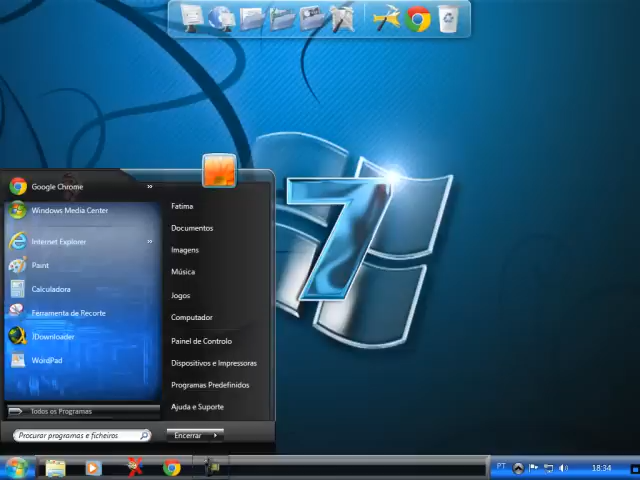 7
Google Chrome
Windows Media Center
Internet Explorer
Paint
Calculadora
Ferramenta de Recorte
JDownloader
WordPad
Todos os Programas
Procurar programas e ficheiros
Fatima
Documentos
Imagens
Música
Jogos
Computador
Painel de Controlo
Dispositivos e Impressoras
Programas Predefinidos
Ajuda e Suporte
Encerrar
PT
18:34